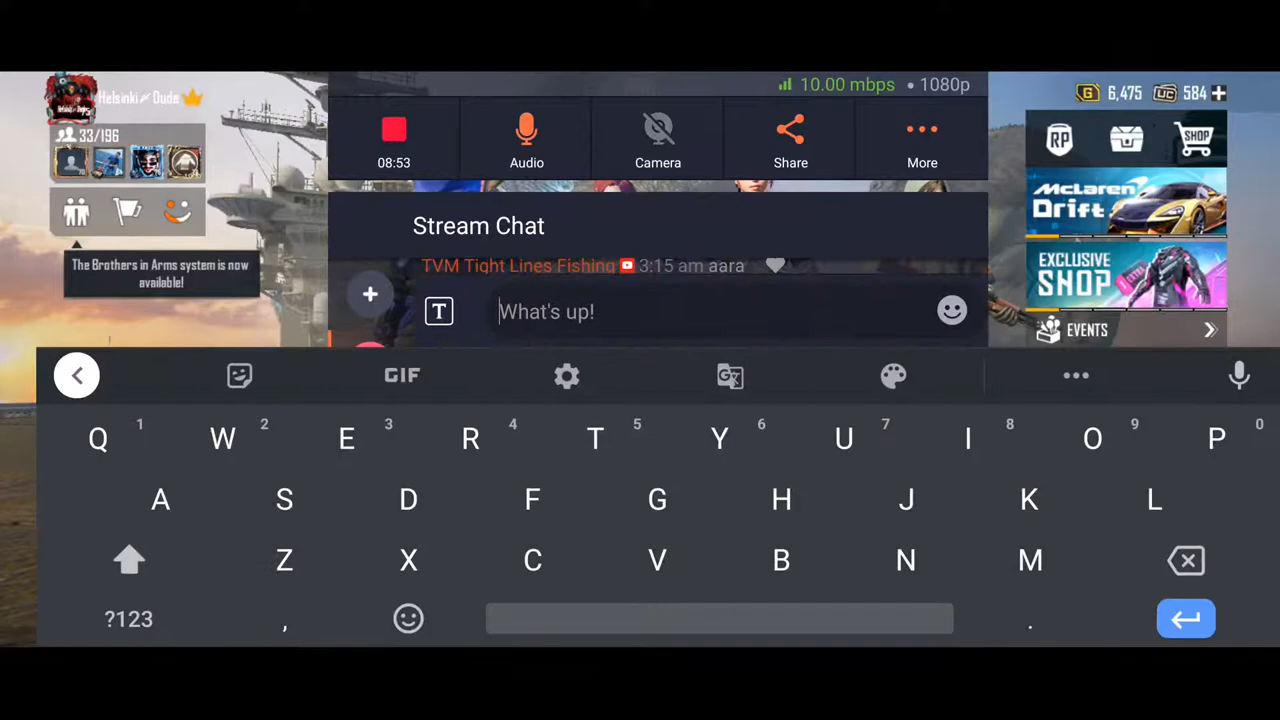 Helsinki Dude
33/196
The Brothers in Arms system is now
available!
10.00 mbps • 1080p
08:53
Audio
Camera
Share
More
Stream Chat
TVM Tight Lines Fishing 3:15 am aara
T
What's up!
G 6,475 UC 584 +
RP
SHOP
McLaren
Drift
EXCLUSIVE
SHOP
EVENTS
GIF
Q 1 W 2 E 3 R 4 T 5 Y 6 U 7 I 8 O 9 P 0
A S D F G H J K L
Z X C V B N M
?123 , .